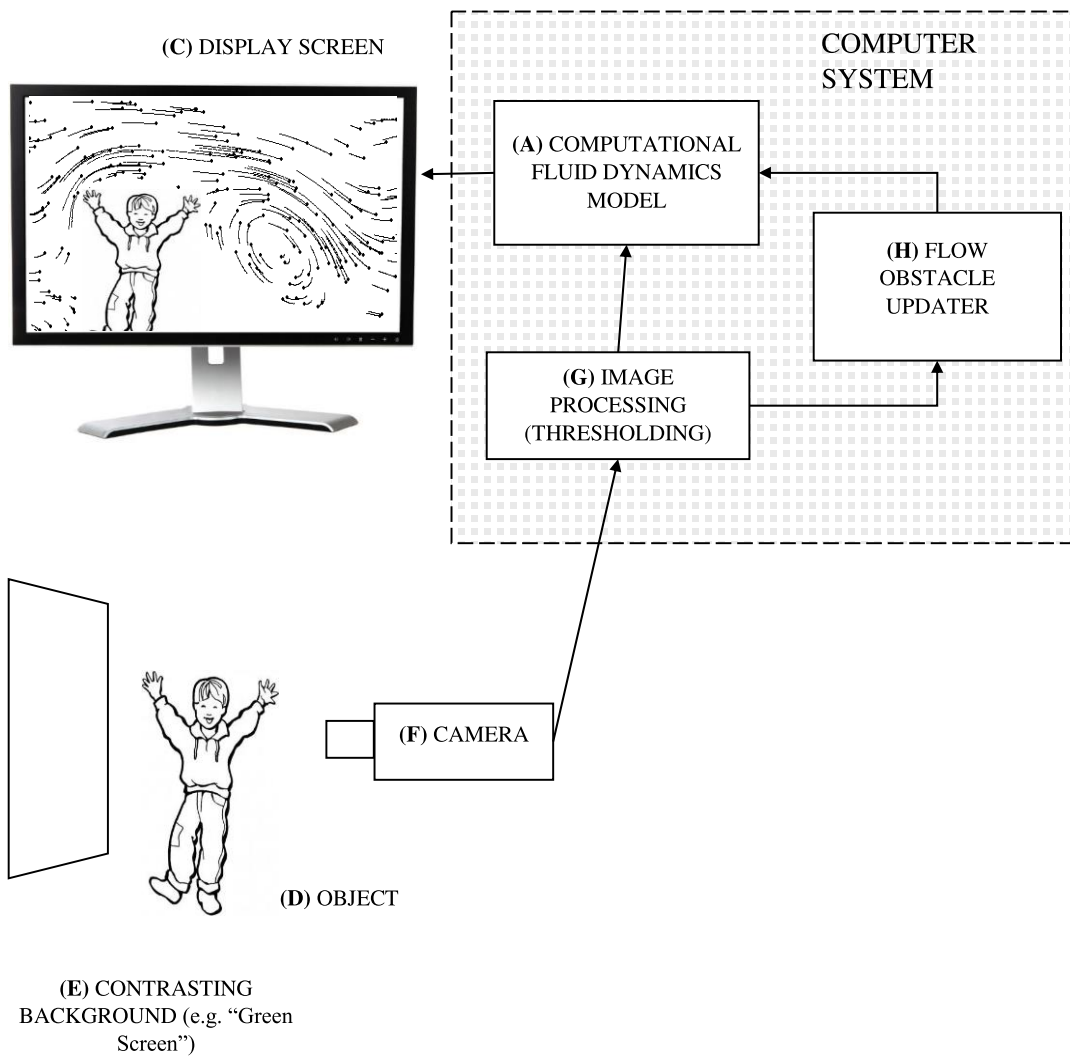 (C) DISPLAY SCREEN
COMPUTER
SYSTEM
(A) COMPUTATIONAL
FLUID DYNAMICS
MODEL
(H) FLOW
OBSTACLE
UPDATER
(G) IMAGE
PROCESSING
(THRESHOLDING)
(F) CAMERA
(D) OBJECT
(E) CONTRASTING
BACKGROUND (e.g. “Green
Screen”)